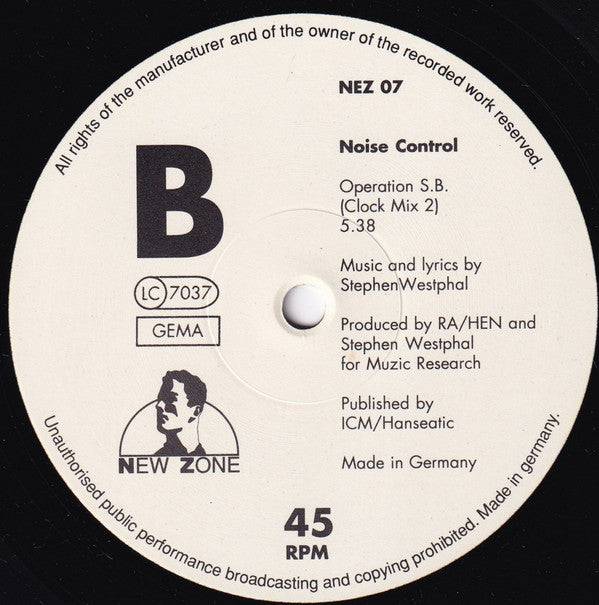 All rights of the manufacturer and of the owner of the recorded work reserved.
NEZ 07
B
Noise Control
Operation S.B.
(Clock Mix 2)
5.38
LC 7037
GEMA
Music and lyrics by
StephenWestphal
Produced by RA/HEN and
Stephen Westphal
for Muzic Research
Published by
ICM/Hanseatic
NEW ZONE
Made in Germany
45
RPM
Unauthorised public performance broadcasting and copying prohibited. Made in germany.